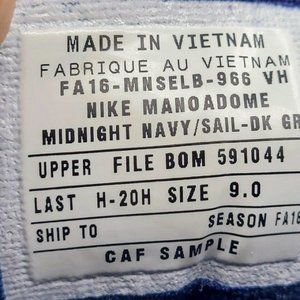 MADE IN VIETNAM
FABRIQUE AU VIETNAM
FA16-MNSELB-966 VH
NIKE MANOADOME
MIDNIGHT NAVY/SAIL-DK GR
UPPER FILE BOM 591044
LAST H-20H SIZE 9.0
SHIP TO SEASON FA16
CAF SAMPLE